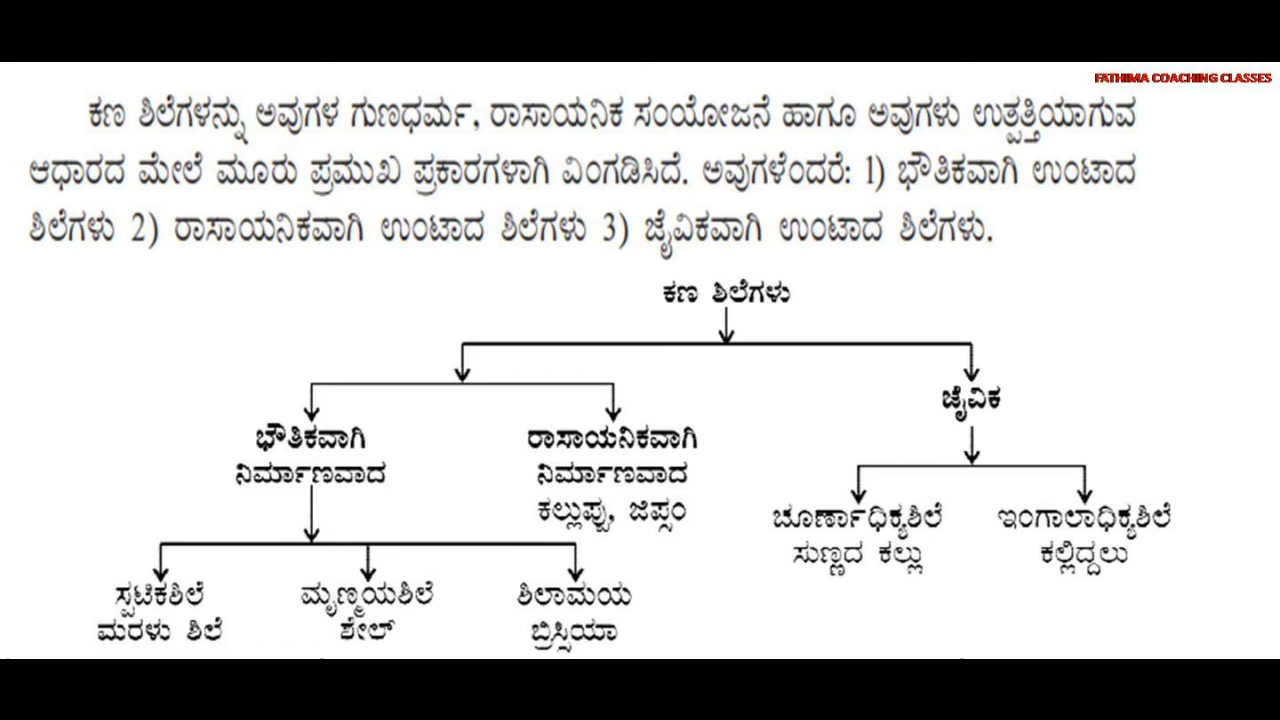 FATHIMA COACHING CLASSES
ಕಣ ಶಿಲೆಗಳನ್ನು ಅವುಗಳ ಗುಣಧರ್ಮ, ರಾಸಾಯನಿಕ ಸಂಯೋಜನೆ ಹಾಗೂ ಅವುಗಳು ಉತ್ಪತ್ತಿಯಾಗುವ
ಆಧಾರದ ಮೇಲೆ ಮೂರು ಪ್ರಮುಖ ಪ್ರಕಾರಗಳಾಗಿ ವಿಂಗಡಿಸಿದೆ. ಅವುಗಳೆಂದರೆ: 1) ಭೌತಿಕವಾಗಿ ಉಂಟಾದ
ಶಿಲೆಗಳು 2) ರಾಸಾಯನಿಕವಾಗಿ ಉಂಟಾದ ಶಿಲೆಗಳು 3) ಜೈವಿಕವಾಗಿ ಉಂಟಾದ ಶಿಲೆಗಳು.
ಕಣ ಶಿಲೆಗಳು
ಭೌತಿಕವಾಗಿ
ನಿರ್ಮಾಣವಾದ
ರಾಸಾಯನಿಕವಾಗಿ
ನಿರ್ಮಾಣವಾದ
ಕಲ್ಲುಪ್ಪು, ಜಿಪ್ಸಂ
ಜೈವಿಕ
ಚೂರ್ಣಾಧಿಕ್ಯಶಿಲೆ
ಸುಣ್ಣದ ಕಲ್ಲು
ಇಂಗಾಲಾಧಿಕ್ಯಶಿಲೆ
ಕಲ್ಲಿದ್ದಲು
ಸ್ಪಟಿಕಶಿಲೆ
ಮರಳು ಶಿಲೆ
ಮೃಣ್ಮಯಶಿಲೆ
ಶೇಲ್
ಶಿಲಾಮಯ
ಬ್ರಿಸ್ಸಿಯಾ